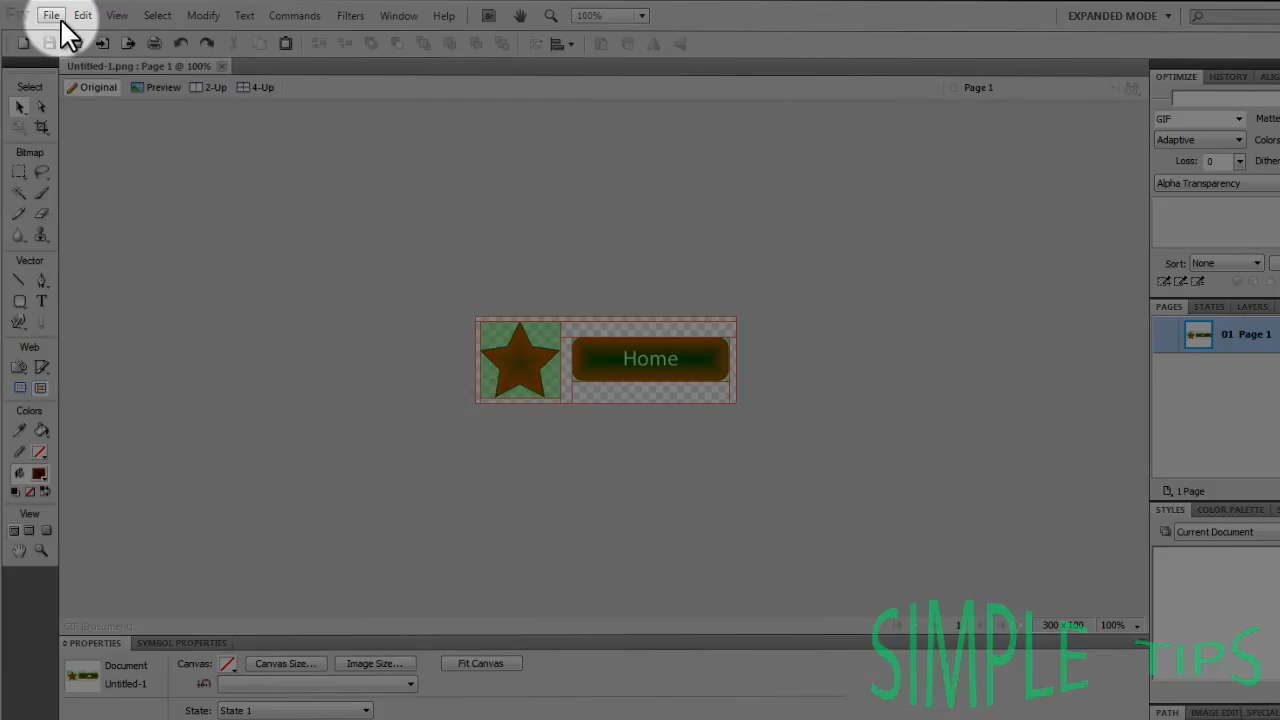 Fw File Edit View Select Modify Text Commands Filters Window Help Br 100% EXPANDED MODE
Untitled-1.png : Page 1 @ 100%
Original Preview 2-Up 4-Up Page 1
Select
Bitmap
Vector
Web
Colors
View
Home
OPTIMIZE HISTORY
GIF Matte
Adaptive Colors
Loss: 0
Alpha Transparency
Sort: None
PAGES STATES LAYERS
01 Page 1
1 Page
STYLES COLOR PALETTE
Current Document
GIF (Document)
300 x 100 100%
PROPERTIES SYMBOL PROPERTIES
Document Canvas: Canvas Size... Image Size... Fit Canvas
Untitled-1
State: State 1
PATH IMAGE EDIT
SIMPLE TIPS